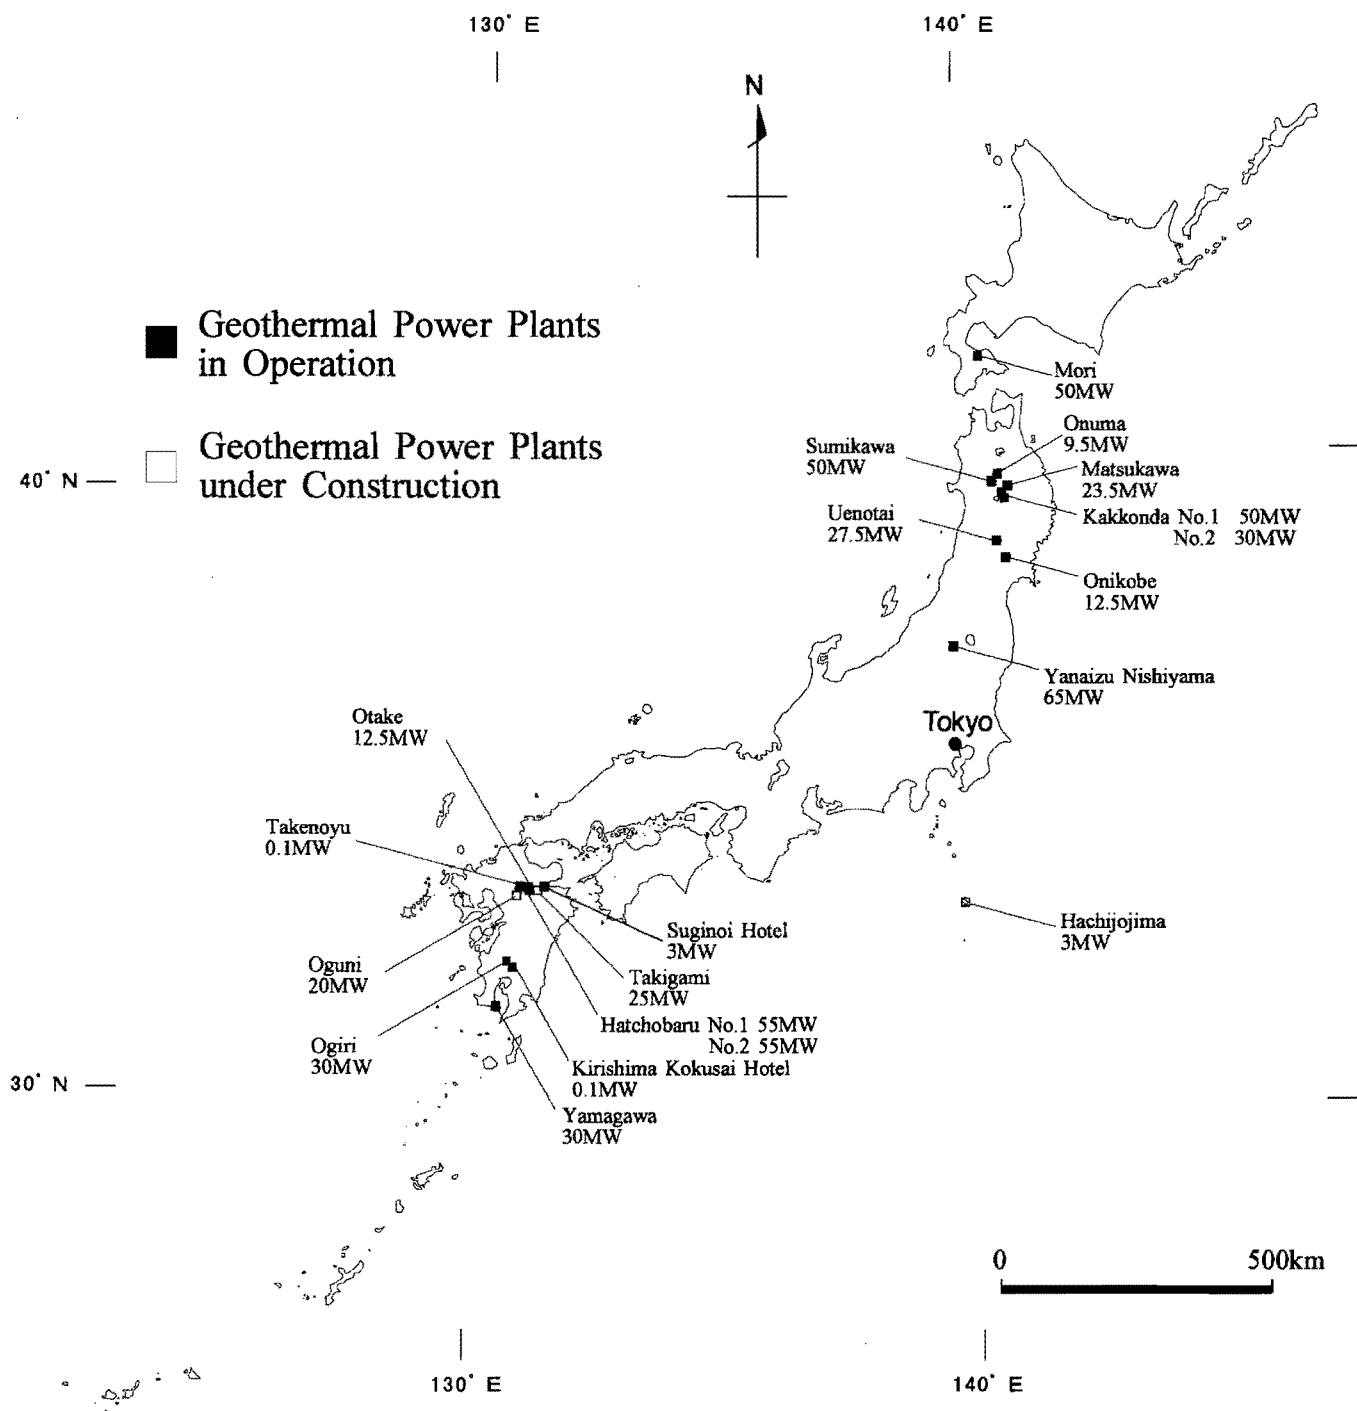 130° E
140° E
N
Geothermal Power Plants
in Operation
Geothermal Power Plants
under Construction
40° N
Mori
50MW
Onuma
9.5MW
Sumikawa
50MW
Matsukawa
23.5MW
Kakkonda No.1 50MW
No.2 30MW
Uenotai
27.5MW
Onikobe
12.5MW
Yanaizu Nishiyama
65MW
Tokyo
Otake
12.5MW
Takenoyu
0.1MW
Suginoi Hotel
3MW
Hachijojima
3MW
Oguni
20MW
Takigami
25MW
Hatchobaru No.1 55MW
No.2 55MW
Ogiri
30MW
Kirishima Kokusai Hotel
0.1MW
30° N
Yamagawa
30MW
0 500km
130° E
140° E